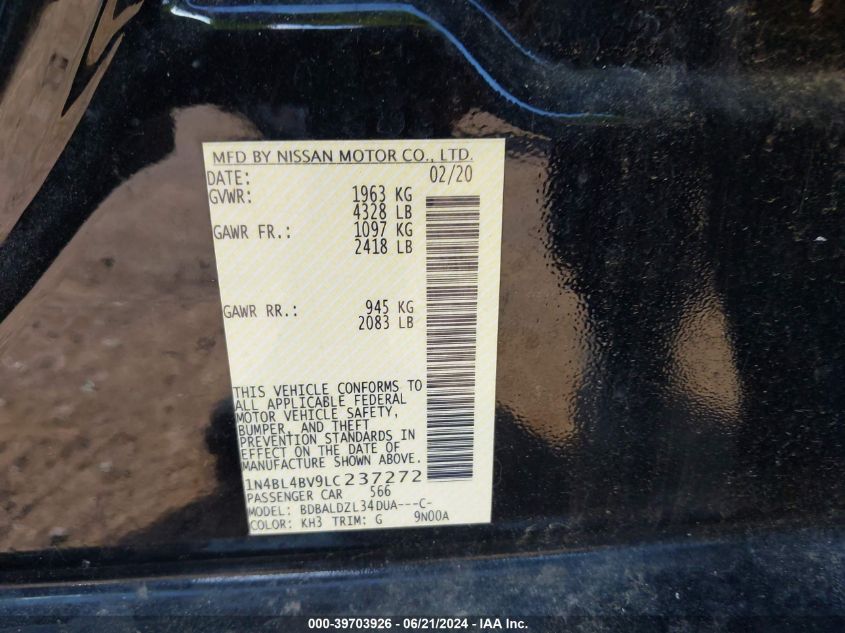 MFD BY NISSAN MOTOR CO., LTD.
DATE: 02/20
GVWR: 1963 KG
4328 LB
GAWR FR.: 1097 KG
2418 LB
GAWR RR.: 945 KG
2083 LB
THIS VEHICLE CONFORMS TO
ALL APPLICABLE FEDERAL
MOTOR VEHICLE SAFETY,
BUMPER, AND THEFT
PREVENTION STANDARDS IN
EFFECT ON THE DATE OF
MANUFACTURE SHOWN ABOVE.
1N4BL4BV9LC237272
PASSENGER CAR 566
MODEL: BDBALDZL34DUA---C-
COLOR: KH3 TRIM: G 9N00A
000-39703926 - 06/21/2024 - IAA Inc.